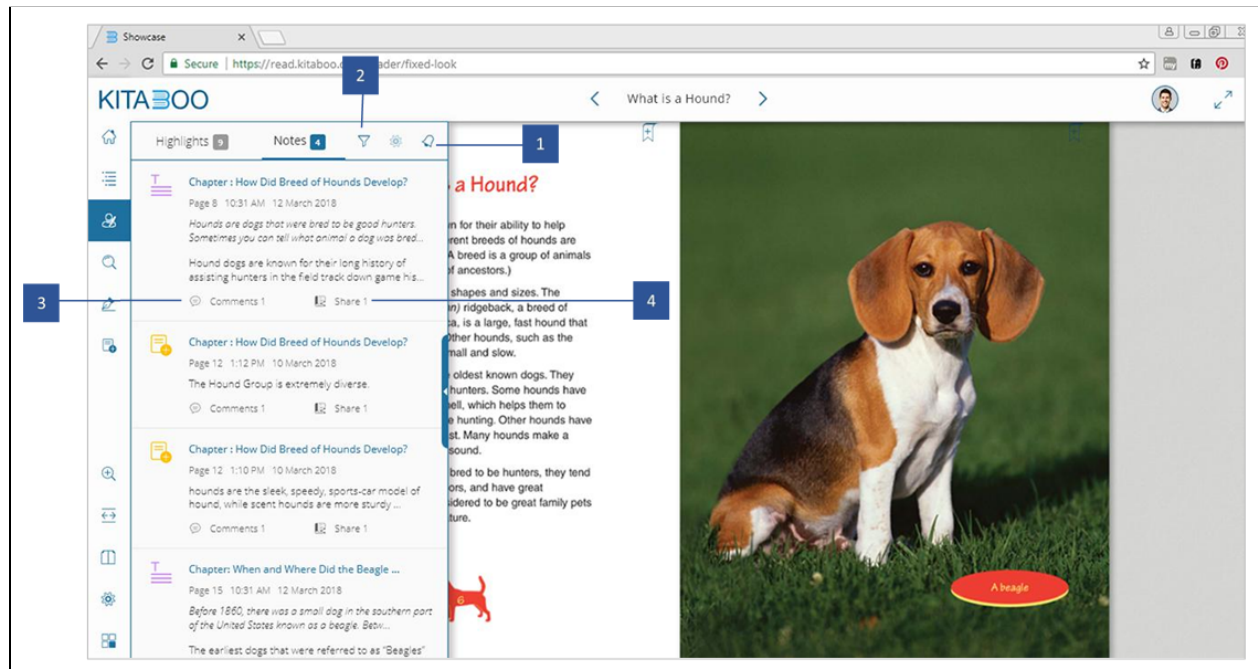 Showcase
Secure | https://read.kitaboo. ader/fixed-look
2
KITABOO
What is a Hound?
Highlights 9
Notes 4
1
Chapter : How Did Breed of Hounds Develop?
Page 8 10:31 AM 12 March 2018
Hounds are dogs that were bred to be good hunters.
Sometimes you can tell what animal a dog was bred...
Hound dogs are known for their long history of
assisting hunters in the field track down game his...
3
Comments 1
Share 1
4
Chapter : How Did Breed of Hounds Develop?
Page 12 1:12 PM 10 March 2018
The Hound Group is extremely diverse.
Comments 1
Share 1
Chapter : How Did Breed of Hounds Develop?
Page 12 1:10 PM 10 March 2018
hounds are the sleek, speedy, sports-car model of
hound, while scent hounds are more sturdy ...
Comments 1
Share 1
Chapter: When and Where Did the Beagle ...
Page 15 10:31 AM 12 March 2018
Before 1860, there was a small dog in the southern part
of the United States known as a beagle. Betw...
The earliest dogs that were referred to as "Beagles"
a Hound?
n for their ability to help
erent breeds of hounds are
A breed is a group of animals
of ancestors.)
shapes and sizes. The
an) ridgeback, a breed of
ca, is a large, fast hound that
Other hounds, such as the
mall and slow.
oldest known dogs. They
hunters. Some hounds have
ell, which helps them to
e hunting. Other hounds have
st. Many hounds make a
sound.
bred to be hunters, they tend
ors, and have great
sidered to be great family pets
ture.
6
A beagle